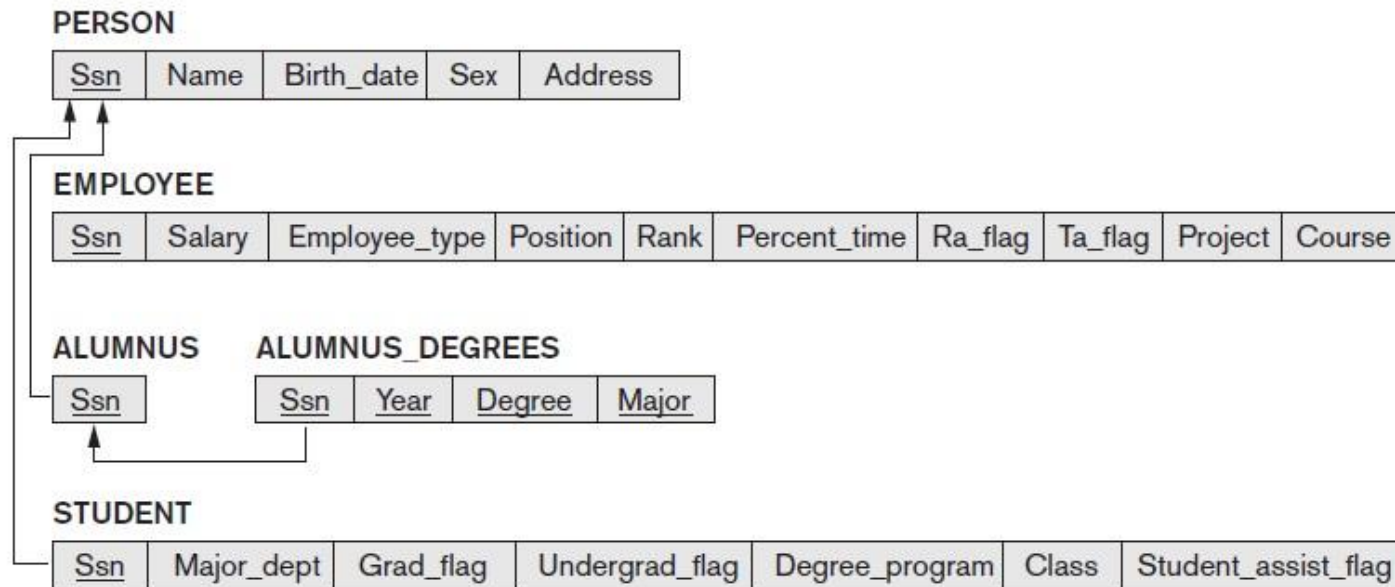 PERSON
Ssn Name Birth_date Sex Address
EMPLOYEE
Ssn Salary Employee_type Position Rank Percent_time Ra_flag Ta_flag Project Course
ALUMNUS ALUMNUS_DEGREES
Ssn Ssn Year Degree Major
STUDENT
Ssn Major_dept Grad_flag Undergrad_flag Degree_program Class Student_assist_flag